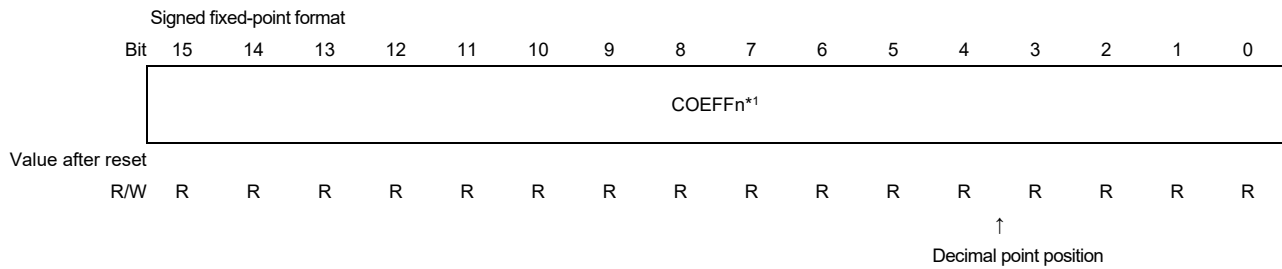 Signed fixed-point format
Bit 15 14 13 12 11 10 9 8 7 6 5 4 3 2 1 0
COEFFn*1
Value after reset
R/W R R R R R R R R R R R R R R R R
↑
Decimal point position